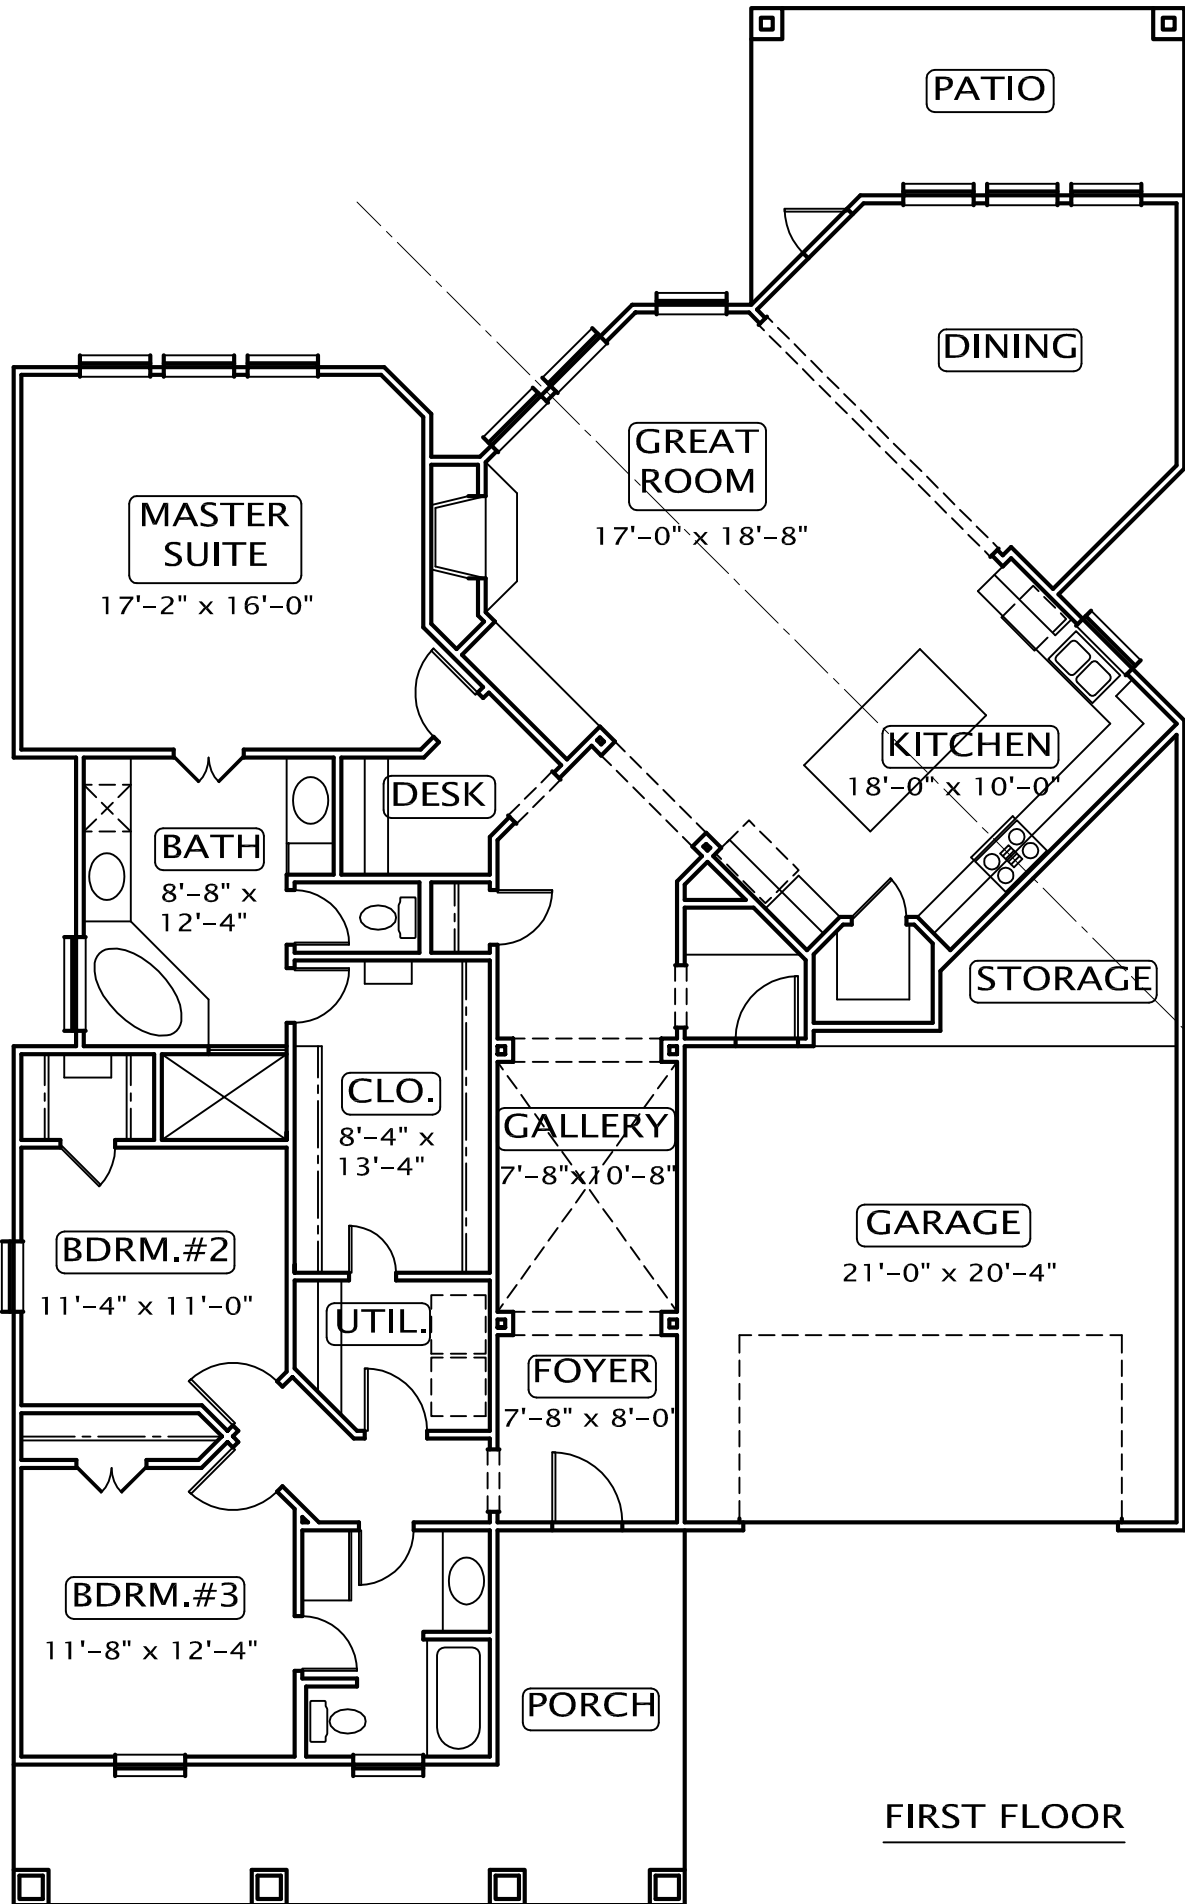 PATIO
DINING
GREAT
ROOM
17'-0" x 18'-8"
MASTER
SUITE
17'-2" x 16'-0"
KITCHEN
18'-0" x 10'-0"
DESK
BATH
8'-8" x
12'-4"
STORAGE
CLO.
8'-4" x
13'-4"
GALLERY
7'-8"x10'-8"
GARAGE
21'-0" x 20'-4"
BDRM.#2
11'-4" x 11'-0"
UTIL.
FOYER
7'-8" x 8'-0'
BDRM.#3
11'-8" x 12'-4"
PORCH
FIRST FLOOR